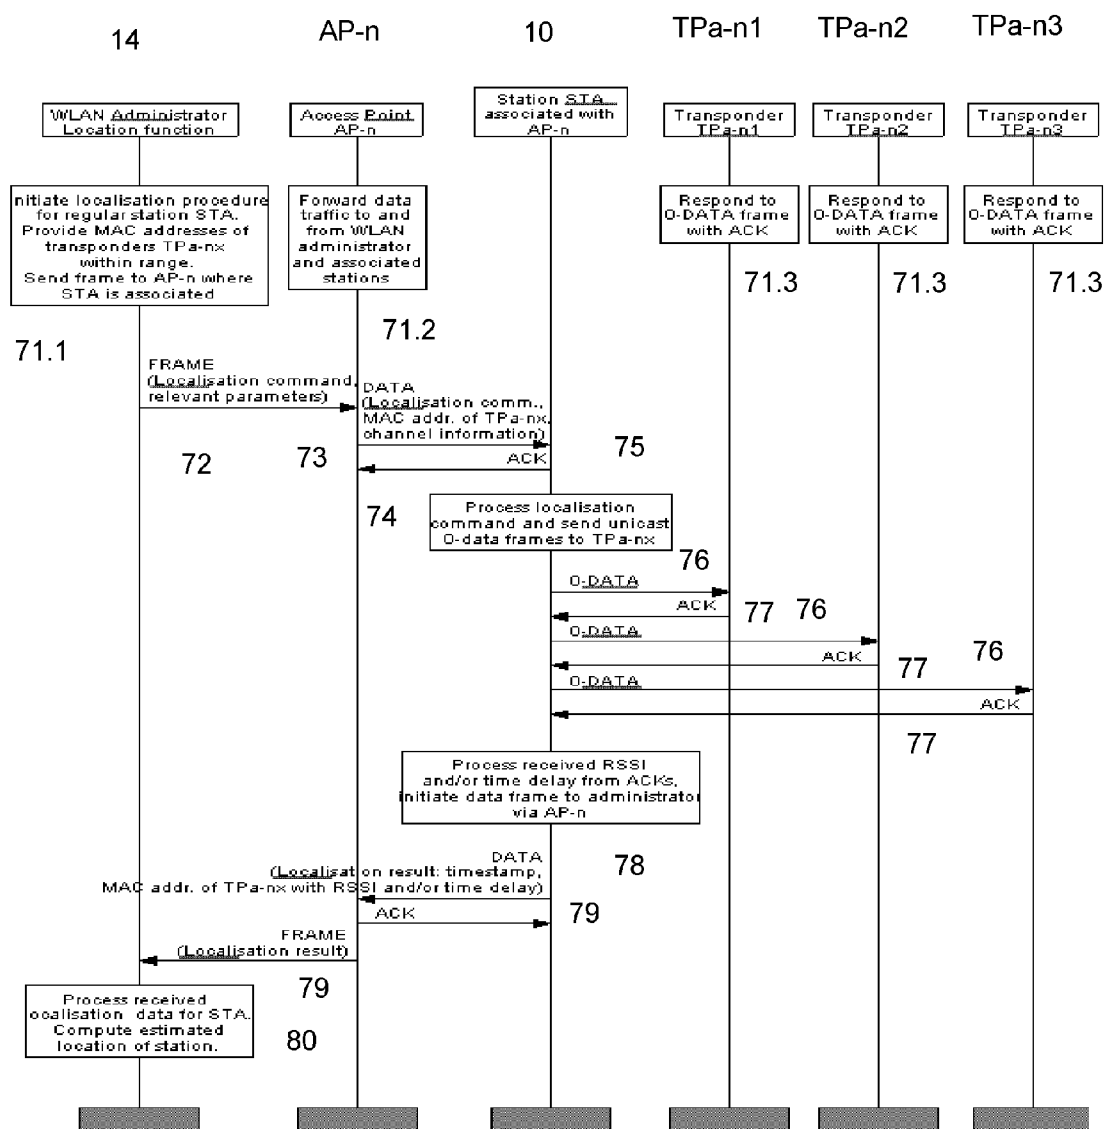 14
AP-n
10
TPa-n1
TPa-n2
TPa-n3
WLAN Administrator
Location function
Access Point
AP-n
Station STA
associated with
AP-n
Transponder
TPa-n1
Transponder
TPa-n2
Transponder
TPa-n3
nitiate localisation procedure
for regular station STA.
Provide MAC addresses of
transponders TPa-nx
within range.
Send frame to AP-n where
STA is associated
Forward data
traffic to and
from WLAN
administrator
and associated
stations
Respond to
0-DATA frame
with ACK
Respond to
0-DATA frame
with ACK
Respond to
0-DATA frame
with ACK
71.3
71.3
71.3
71.1
71.2
FRAME
(Localisation command,
relevant parameters)
DATA
(Localisation comm.,
MAC addr. of TPa-nx,
channel information)
ACK
72
73
75
74
Process localisation
command and send unicast
0-data frames to TPa-nx
76
0-DATA
ACK
77
76
0-DATA
ACK
77
76
0-DATA
ACK
77
Process received RSSI
and/or time delay from ACKs,
initiate data frame to administrator
via AP-n
78
DATA
(Localisation result: timestamp,
MAC addr. of TPa-nx with RSSI and/or time delay)
79
ACK
FRAME
(Localisation result)
79
Process received
ocalisation data for STA.
Compute estimated
location of station.
80